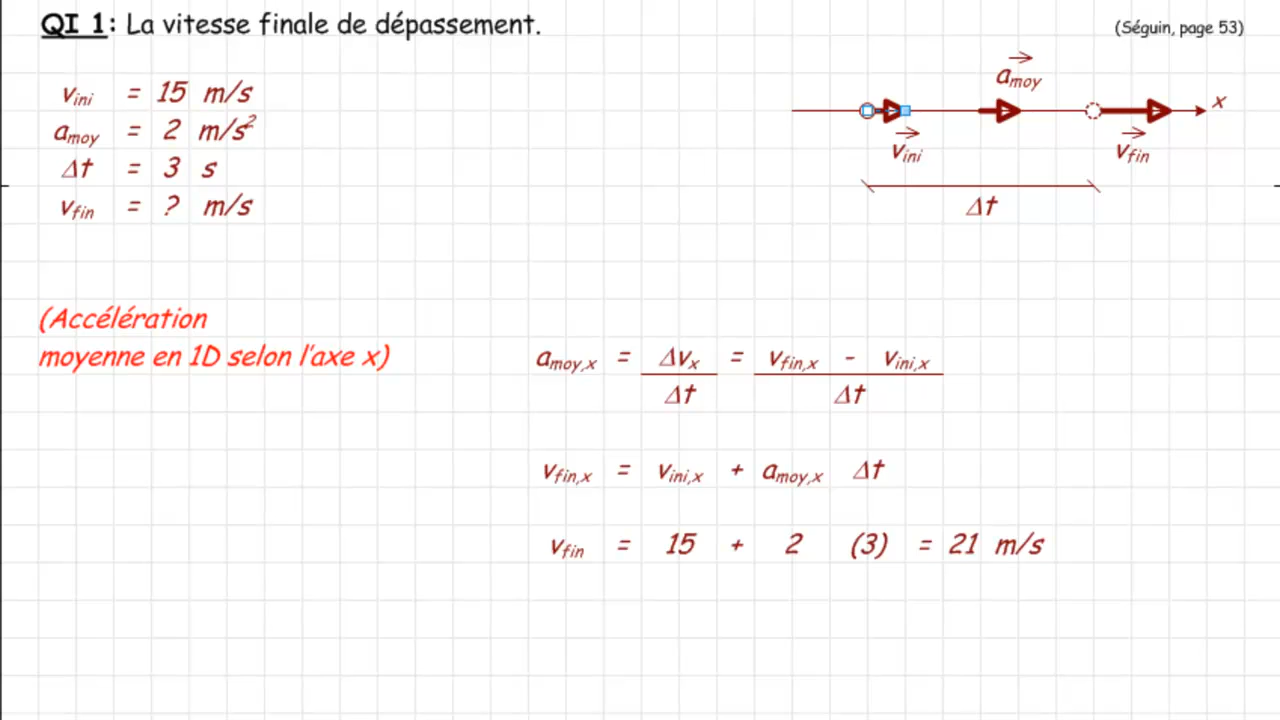 QI 1: La vitesse finale de dépassement.
(Séguin, page 53)
v_ini = 15 m/s
a_moy = 2 m/s²
Δt = 3 s
v_fin = ? m/s
a_moy
x
v_ini
v_fin
Δt
(Accélération
moyenne en 1D selon l'axe x)
a_moy,x = Δv_x / Δt = v_fin,x - v_ini,x / Δt
v_fin,x = v_ini,x + a_moy,x Δt
v_fin = 15 + 2 (3) = 21 m/s